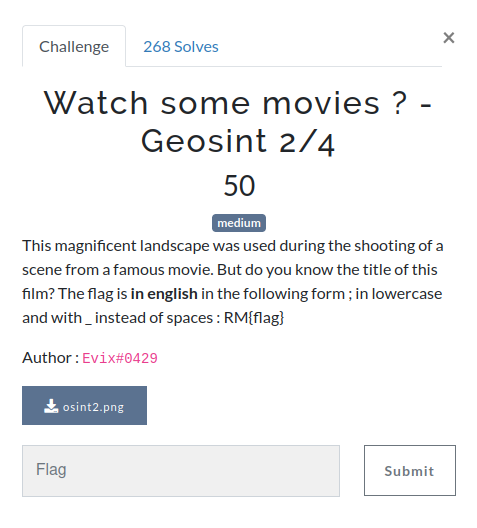 Challenge
268 Solves
×
Watch some movies ? -
Geosint 2/4
50
medium
This magnificent landscape was used during the shooting of a
scene from a famous movie. But do you know the title of this
film? The flag is in english in the following form ; in lowercase
and with _ instead of spaces : RM{flag}
Author : Evix#0429
osint2.png
Flag
Submit